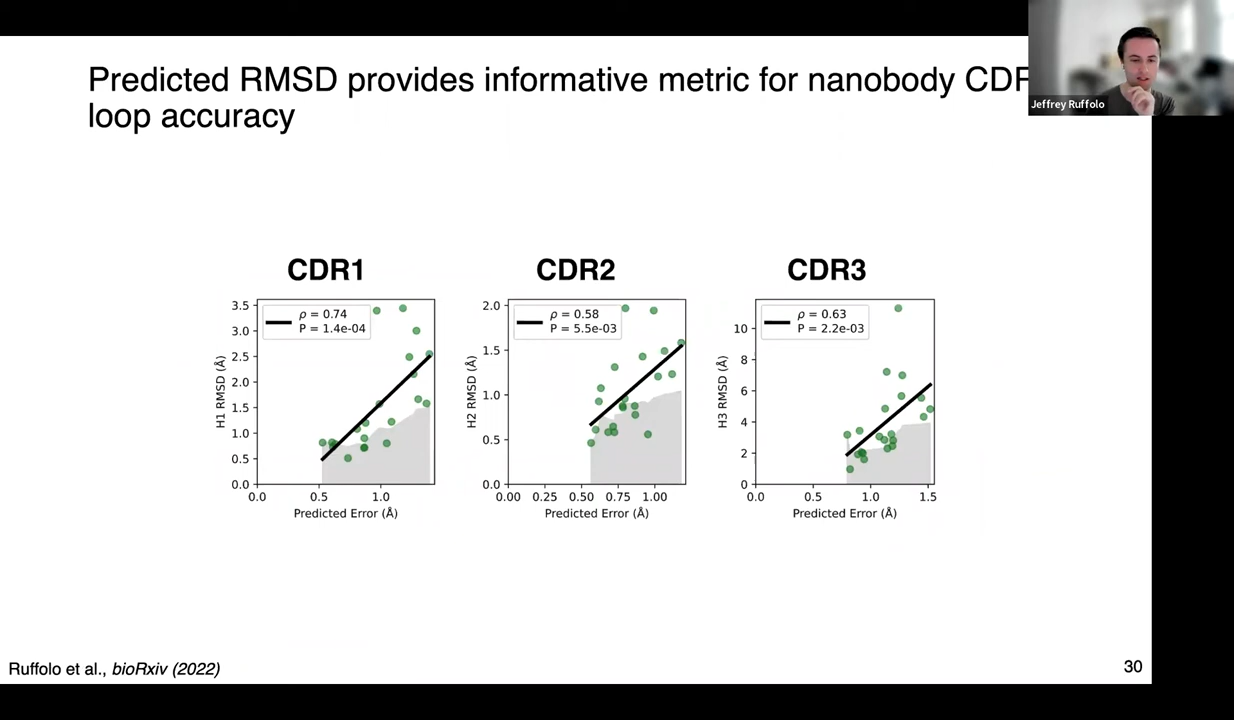 Predicted RMSD provides informative metric for nanobody CDR
loop accuracy
Jeffrey Ruffolo
CDR1
CDR2
CDR3
ρ = 0.74
P = 1.4e-04
3.5
3.0
2.5
2.0
1.5
1.0
0.5
0.0
H1 RMSD (Å)
0.0 0.5 1.0
Predicted Error (Å)
ρ = 0.58
P = 5.5e-03
2.0
1.5
1.0
0.5
0.0
H2 RMSD (Å)
0.00 0.25 0.50 0.75 1.00
Predicted Error (Å)
ρ = 0.63
P = 2.2e-03
10
8
6
4
2
0
H3 RMSD (Å)
0.0 0.5 1.0 1.5
Predicted Error (Å)
Ruffolo et al., bioRxiv (2022)
30